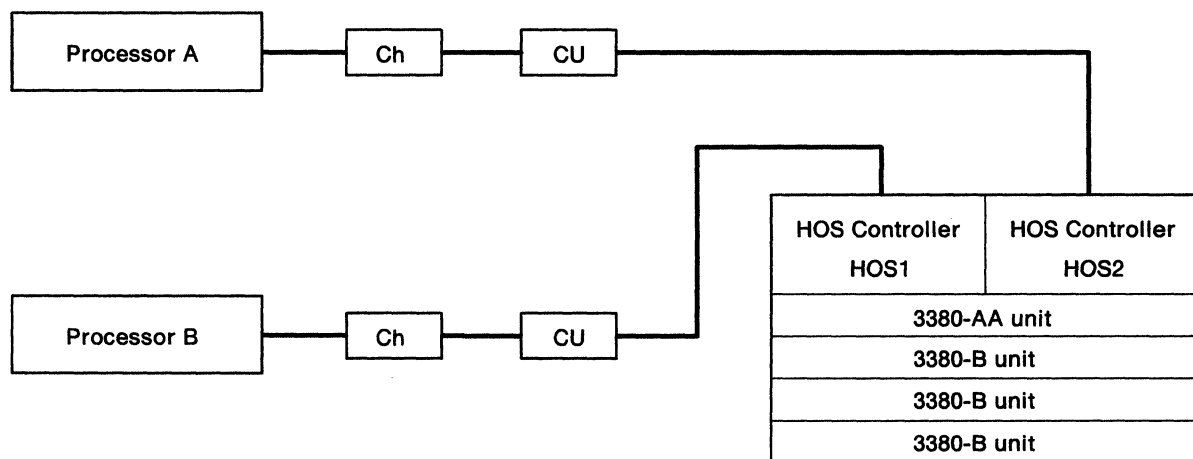 Processor A
Ch
CU
HOS Controller
HOS1
HOS Controller
HOS2
3380-AA unit
Processor B
Ch
CU
3380-B unit
3380-B unit
3380-B unit